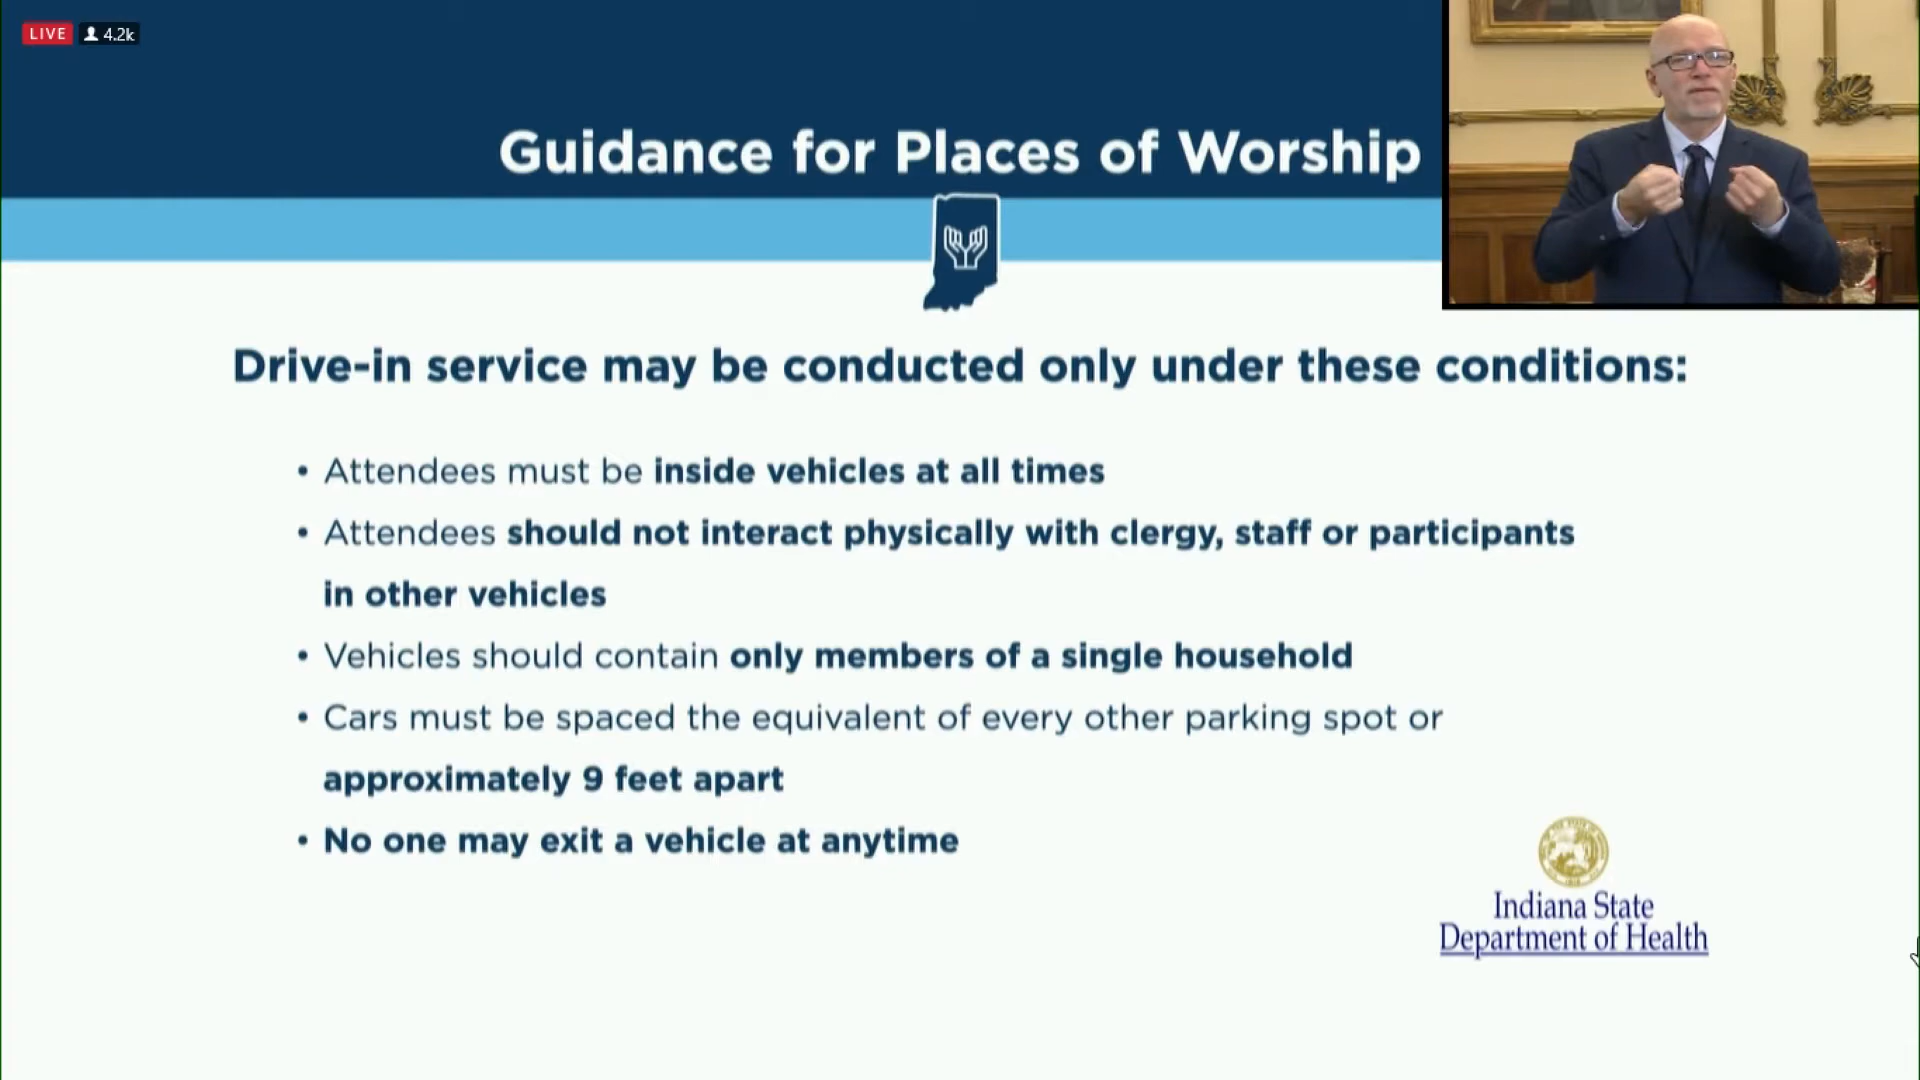 LIVE 4.2k
Guidance for Places of Worship
Drive-in service may be conducted only under these conditions:
• Attendees must be inside vehicles at all times
• Attendees should not interact physically with clergy, staff or participants
in other vehicles
• Vehicles should contain only members of a single household
• Cars must be spaced the equivalent of every other parking spot or
approximately 9 feet apart
• No one may exit a vehicle at anytime
Indiana State
Department of Health